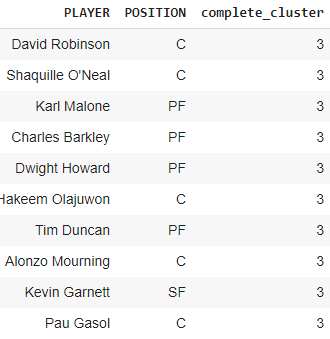 PLAYER POSITION complete_cluster
David Robinson C 3
Shaquille O'Neal C 3
Karl Malone PF 3
Charles Barkley PF 3
Dwight Howard PF 3
Hakeem Olajuwon C 3
Tim Duncan PF 3
Alonzo Mourning C 3
Kevin Garnett SF 3
Pau Gasol C 3